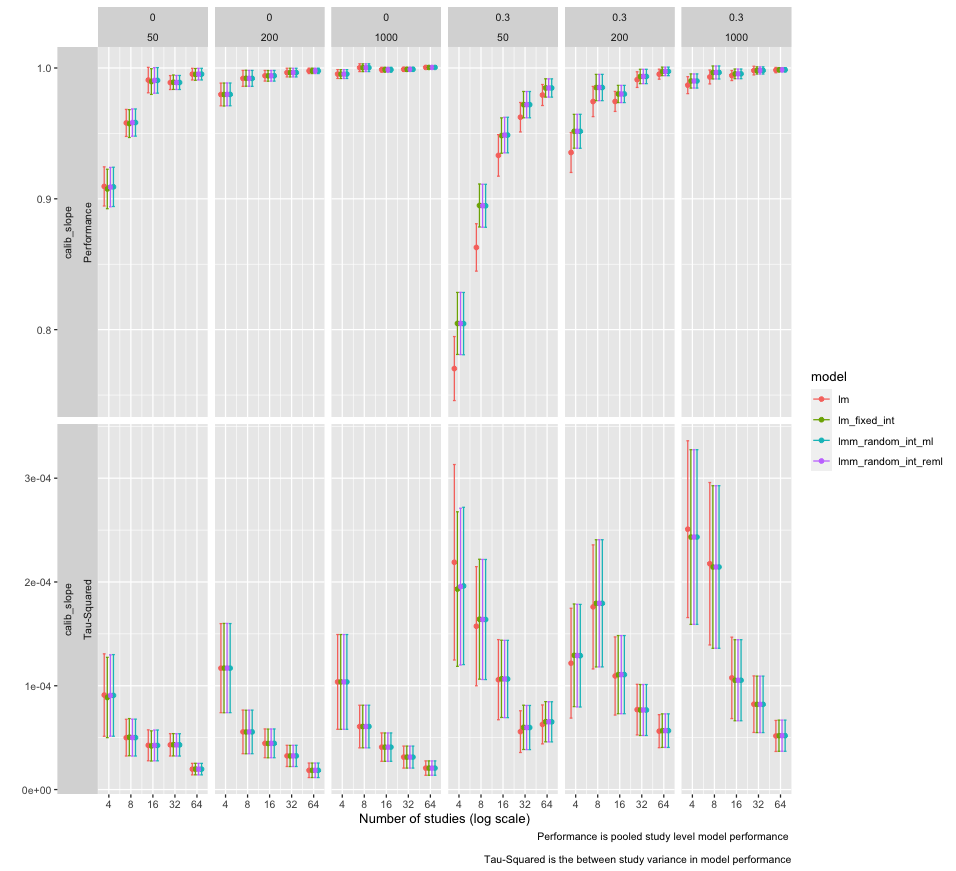 0 0 0 0.3 0.3 0.3
50 200 1000 50 200 1000
calib_slope
Performance
1.0
0.9
0.8
calib_slope
Tau-Squared
3e-04
2e-04
1e-04
0e+00
4 8 16 32 64 4 8 16 32 64 4 8 16 32 64 4 8 16 32 64 4 8 16 32 64 4 8 16 32 64
Number of studies (log scale)
model
lm
lm_fixed_int
lmm_random_int_ml
lmm_random_int_reml
Performance is pooled study level model performance
Tau-Squared is the between study variance in model performance